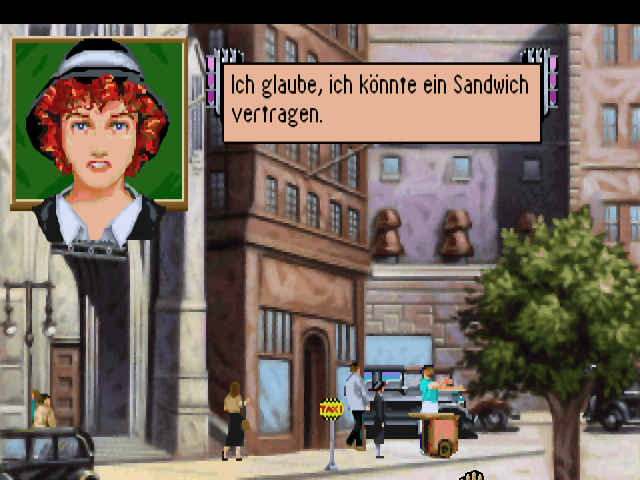 Ich glaube, ich könnte ein Sandwich
vertragen.
TAXI